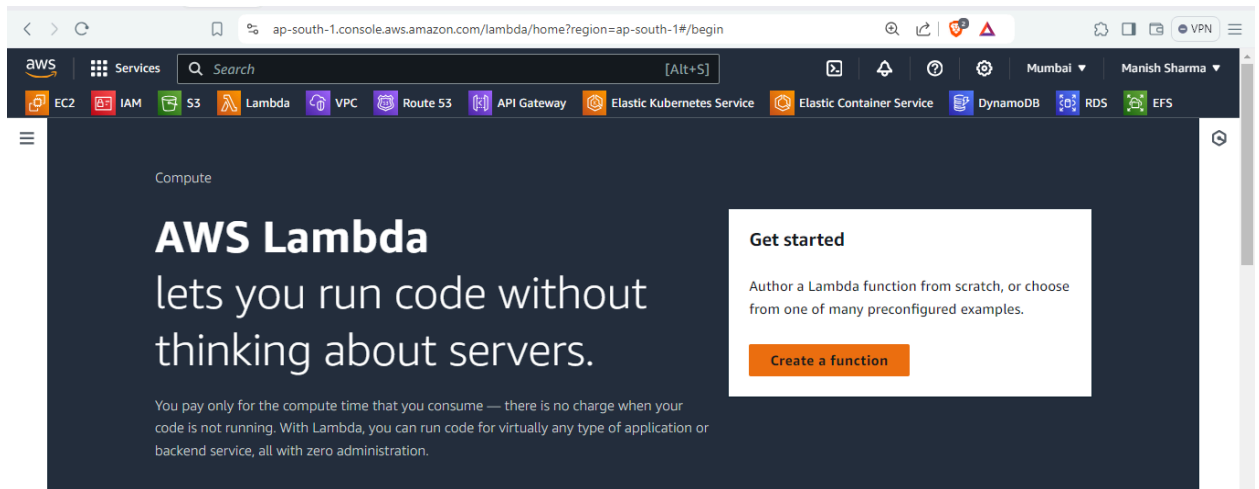 ap-south-1.console.aws.amazon.com/lambda/home?region=ap-south-1#/begin
2
VPN
aws
Services
Search
[Alt+S]
Mumbai
Manish Sharma
EC2
IAM
S3
Lambda
VPC
Route 53
API Gateway
Elastic Kubernetes Service
Elastic Container Service
DynamoDB
RDS
EFS
Compute
AWS Lambda
lets you run code without
thinking about servers.
You pay only for the compute time that you consume — there is no charge when your
code is not running. With Lambda, you can run code for virtually any type of application or
backend service, all with zero administration.
Get started
Author a Lambda function from scratch, or choose
from one of many preconfigured examples.
Create a function